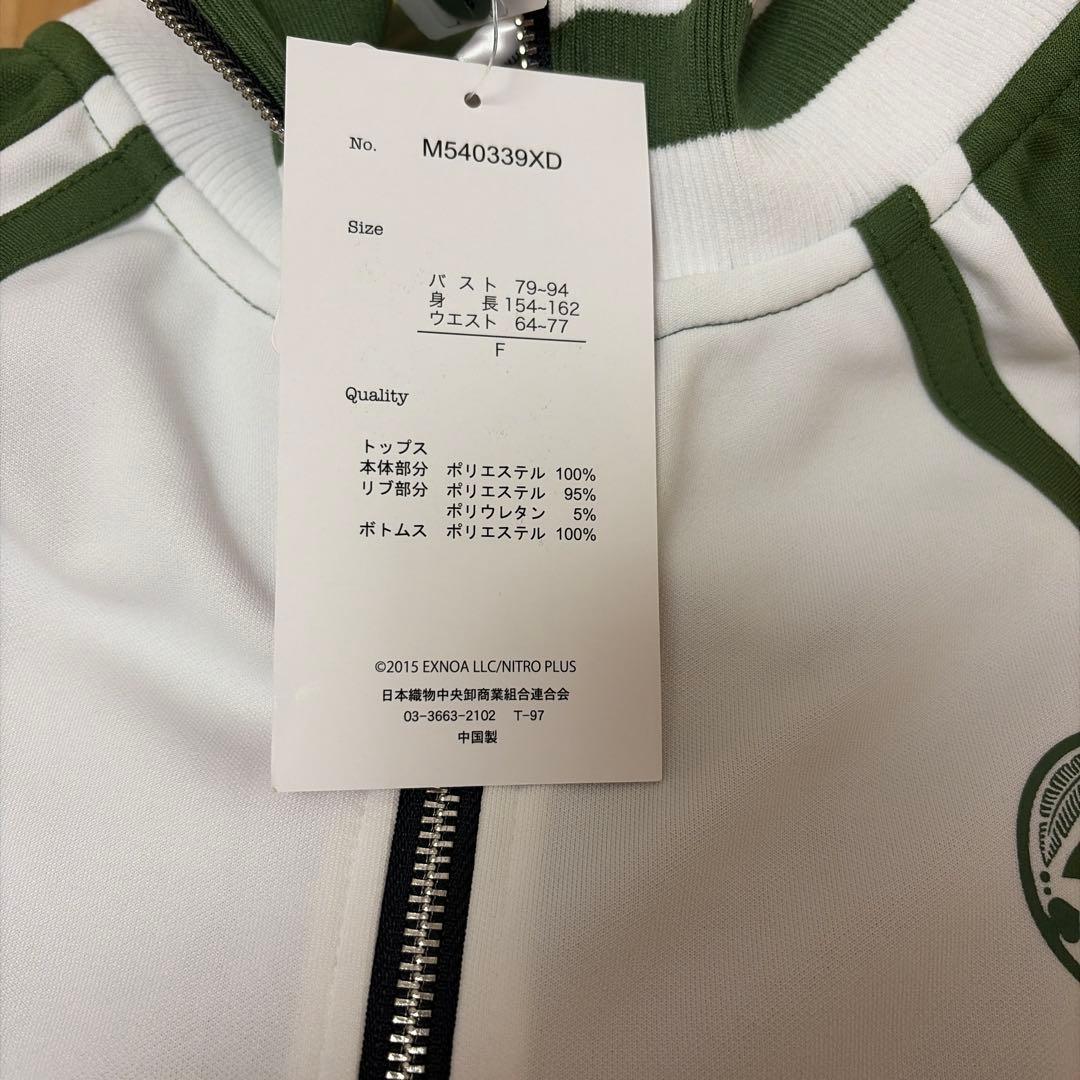 No. M540339XD
Size
バスト 79~94
身長 154~162
ウエスト 64~77
F
Quality
トップス
本体部分 ポリエステル 100%
リブ部分 ポリエステル 95%
ポリウレタン 5%
ボトムス ポリエステル 100%
©2015 EXNOA LLC/NITRO PLUS
日本織物中央卸商業組合連合会
03-3663-2102 T-97
中国製